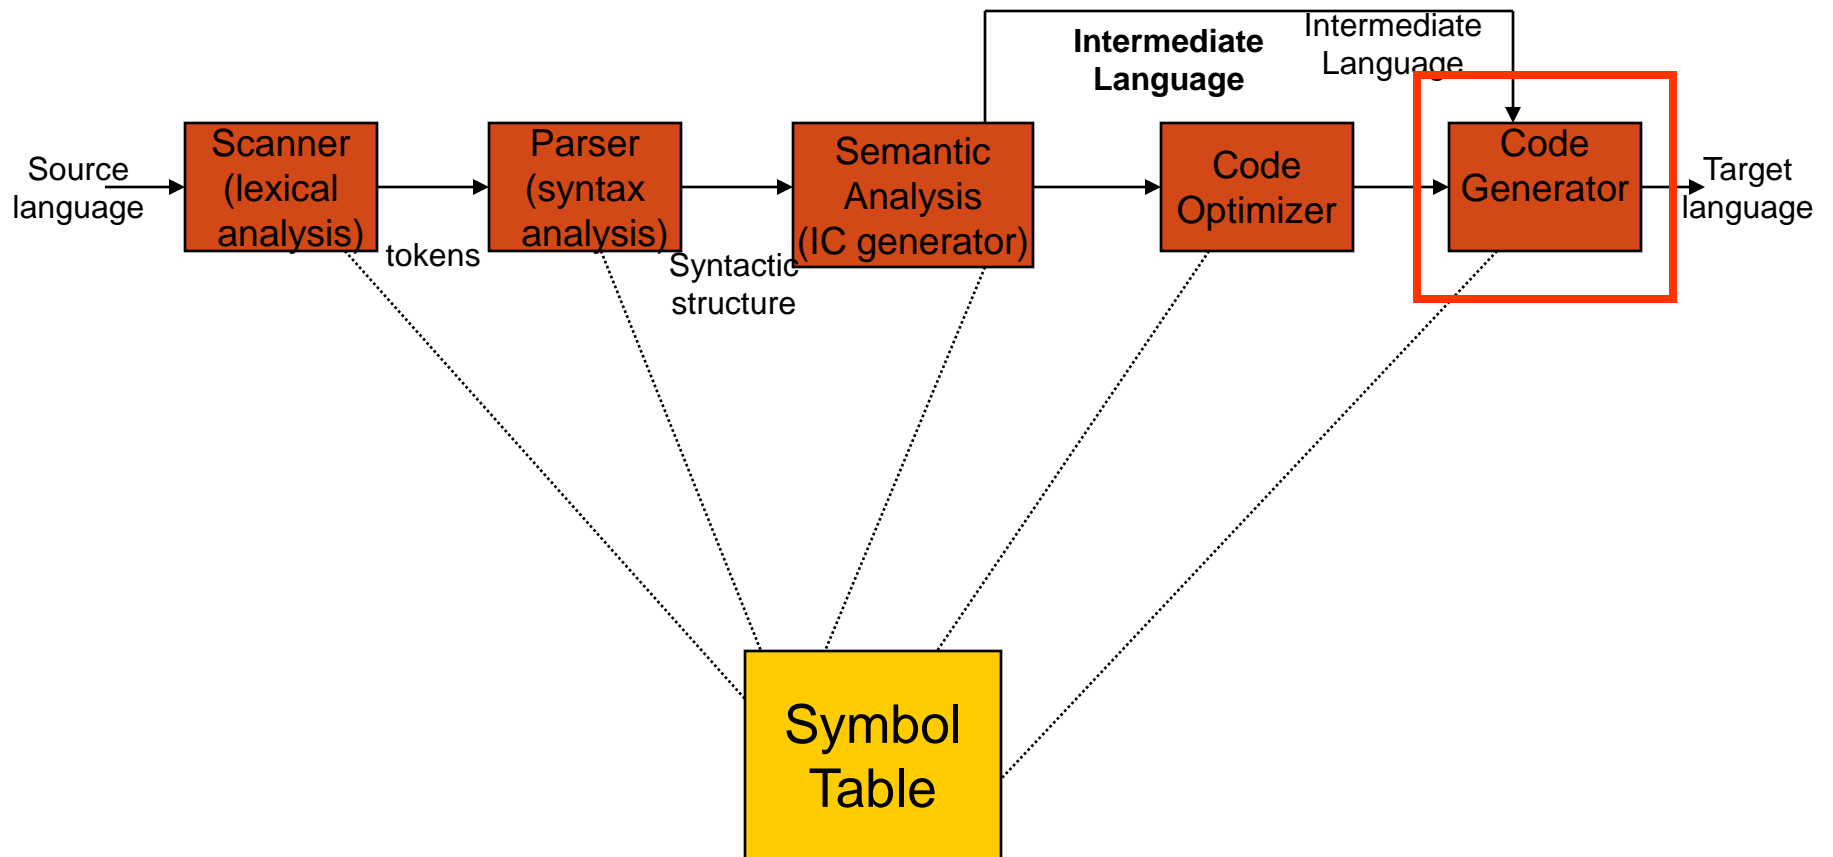 Intermediate
Language
Intermediate
Language
Source
language
Scanner
(lexical
analysis)
tokens
Parser
(syntax
analysis)
Syntactic
structure
Semantic
Analysis
(IC generator)
Code
Optimizer
Code
Generator
Target
language
Symbol
Table